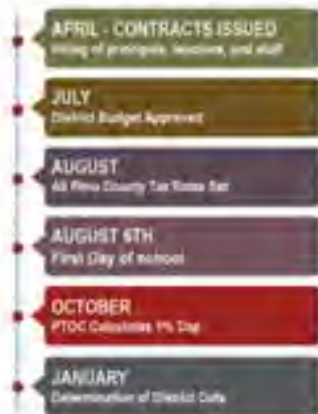 APRIL - CONTRACTS ISSUED
Hiring of principals, teachers, and staff
JULY
District Budget Approved
AUGUST
All Pima County Tax Rates Set
AUGUST 6TH
First Day of school
OCTOBER
PTOC Calculates 1% Cap
JANUARY
Determination of District Cuts